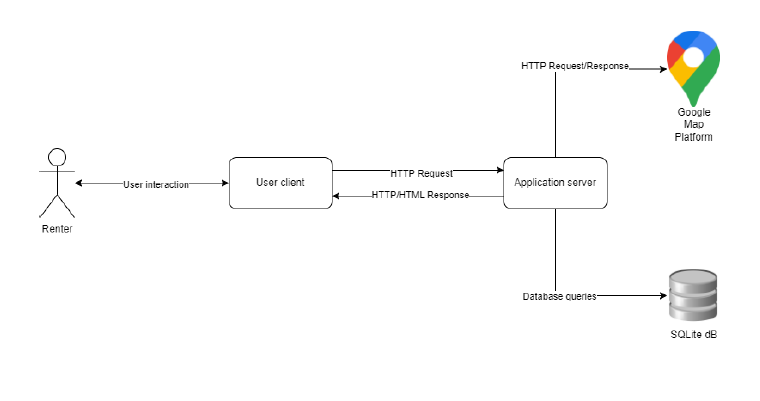 HTTP Request/Response
Google
Map
Platform
User interaction
User client
HTTP Request
HTTP/HTML Response
Application server
Renter
Database queries
SQLite dB